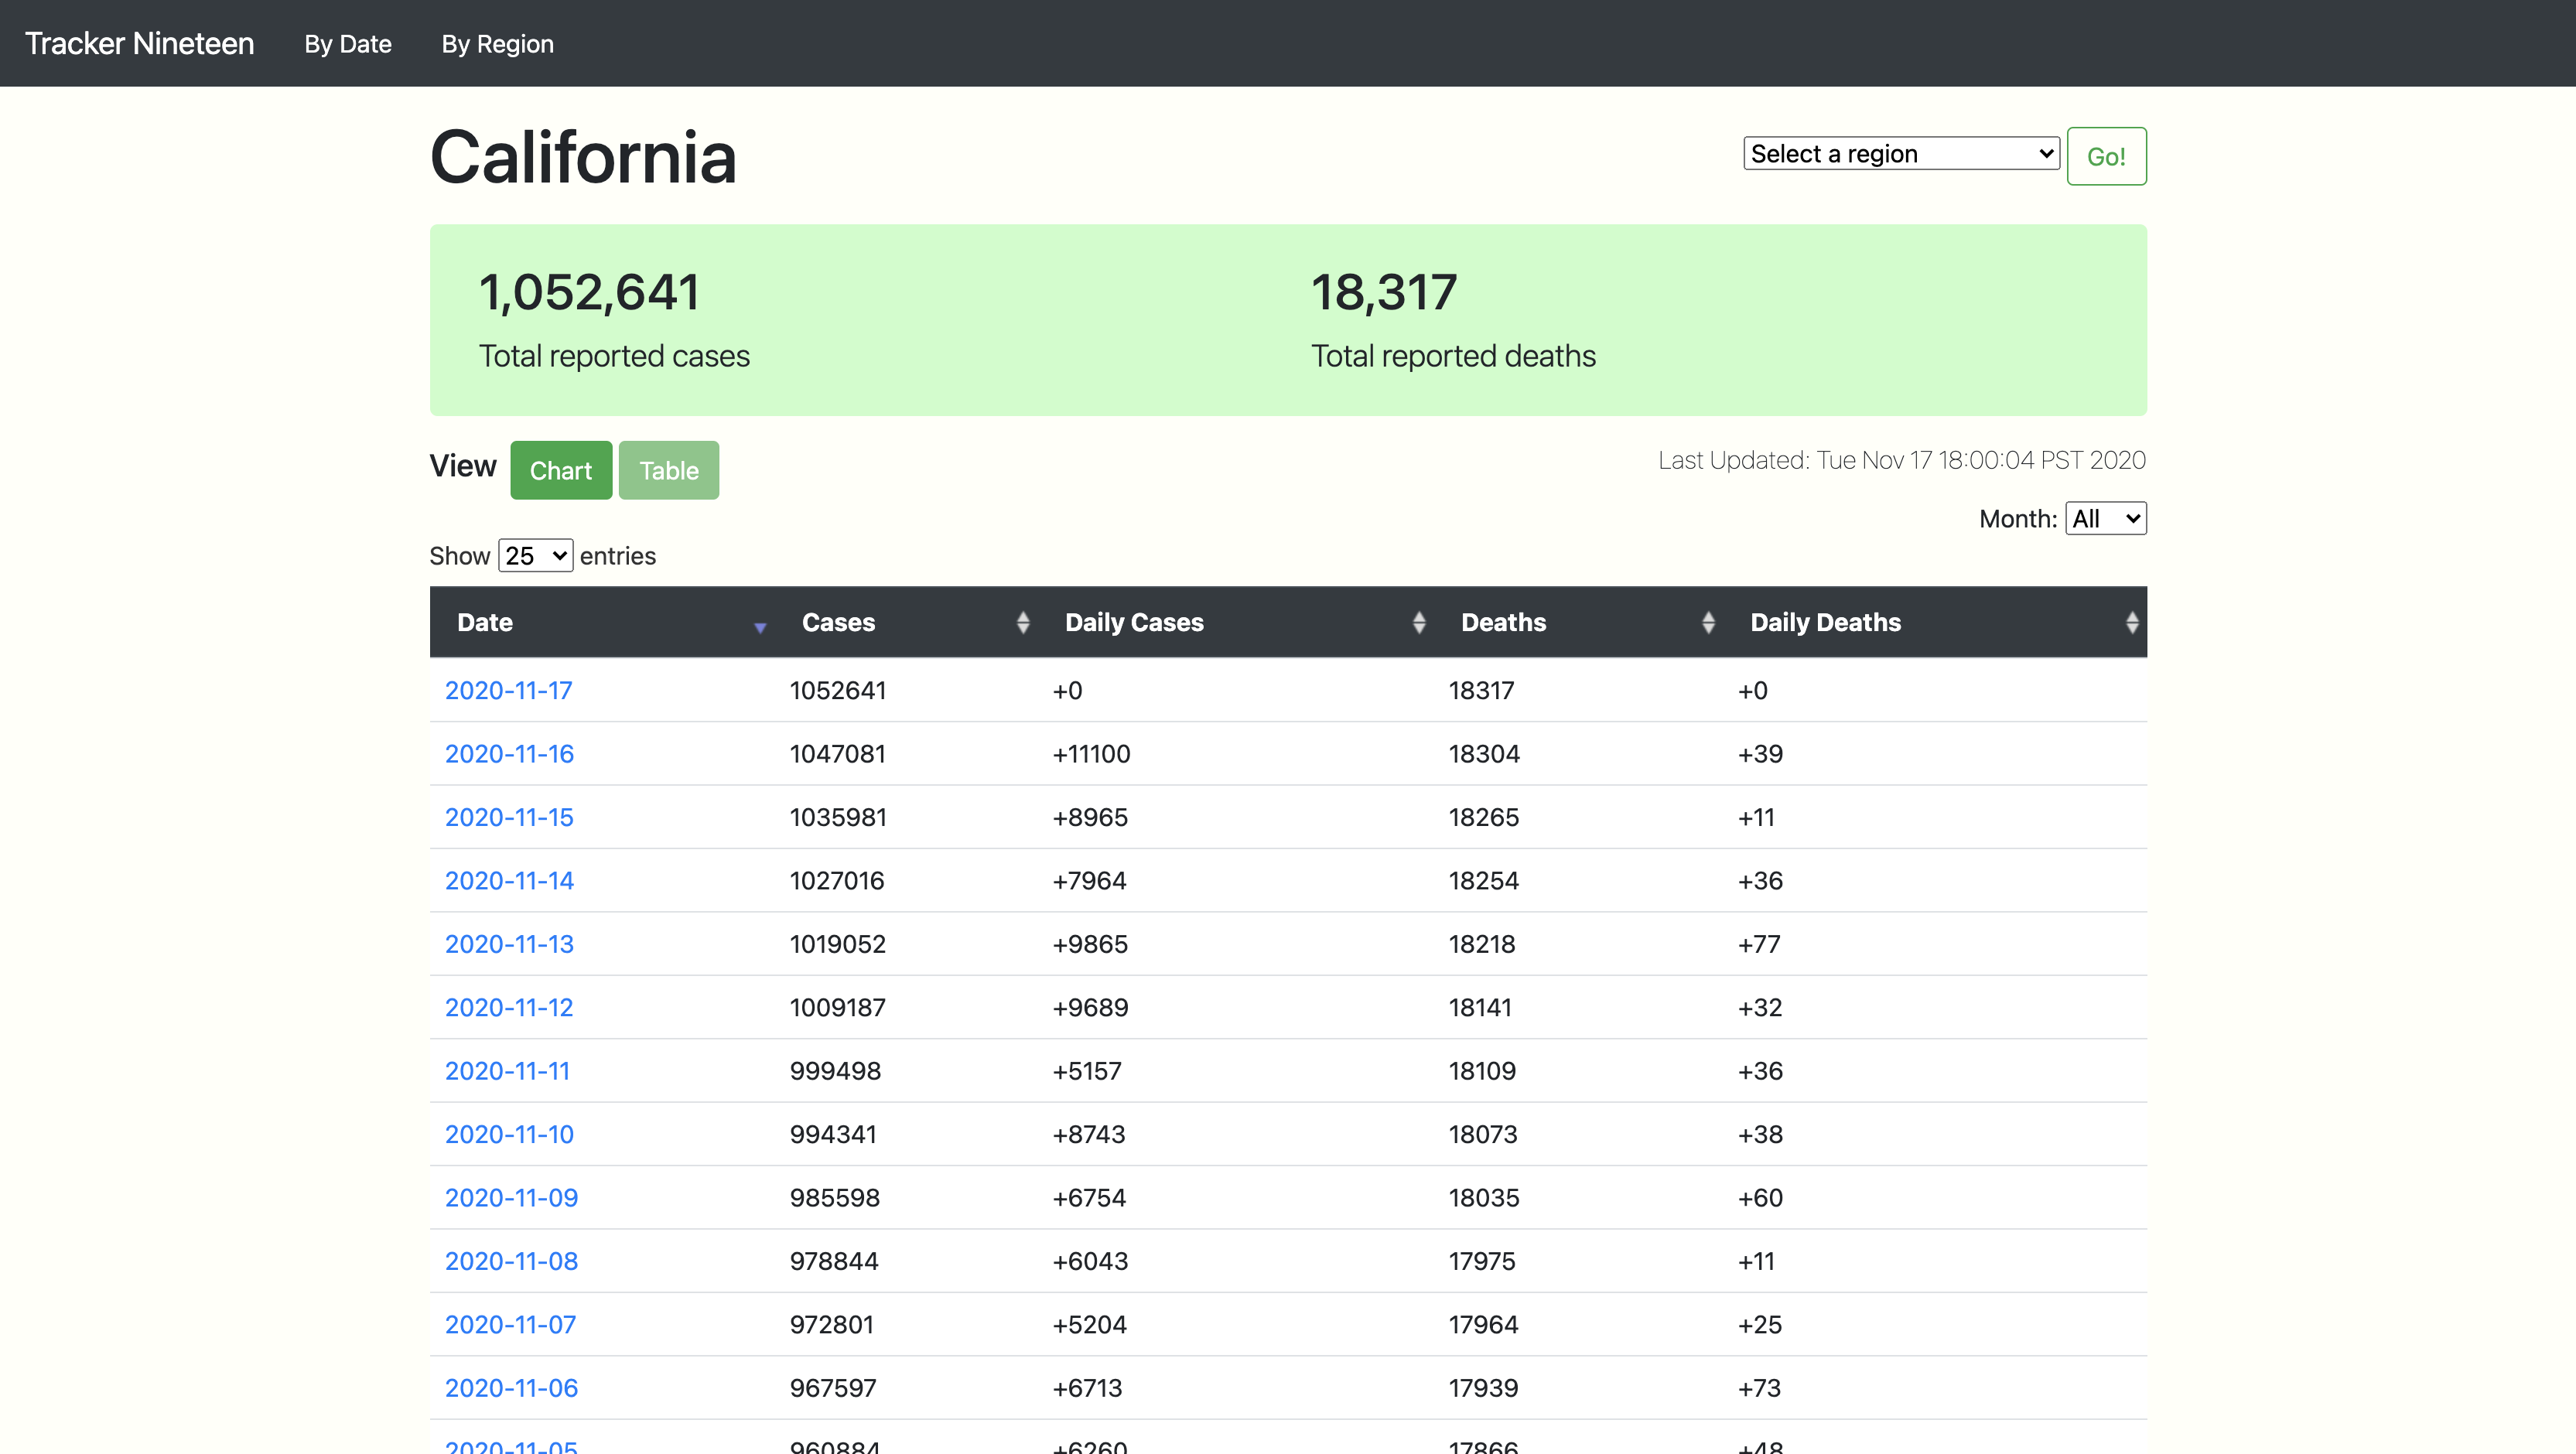 Tracker Nineteen By Date By Region
California Select a region Go!
1,052,641 18,317
Total reported cases Total reported deaths
View Chart Table Last Updated: Tue Nov 17 18:00:04 PST 2020
Month: All
Show 25 entries
Date Cases Daily Cases Deaths Daily Deaths
2020-11-17 1052641 +0 18317 +0
2020-11-16 1047081 +11100 18304 +39
2020-11-15 1035981 +8965 18265 +11
2020-11-14 1027016 +7964 18254 +36
2020-11-13 1019052 +9865 18218 +77
2020-11-12 1009187 +9689 18141 +32
2020-11-11 999498 +5157 18109 +36
2020-11-10 994341 +8743 18073 +38
2020-11-09 985598 +6754 18035 +60
2020-11-08 978844 +6043 17975 +11
2020-11-07 972801 +5204 17964 +25
2020-11-06 967597 +6713 17939 +73
2020-11-05 960884 +6260 17866 +48